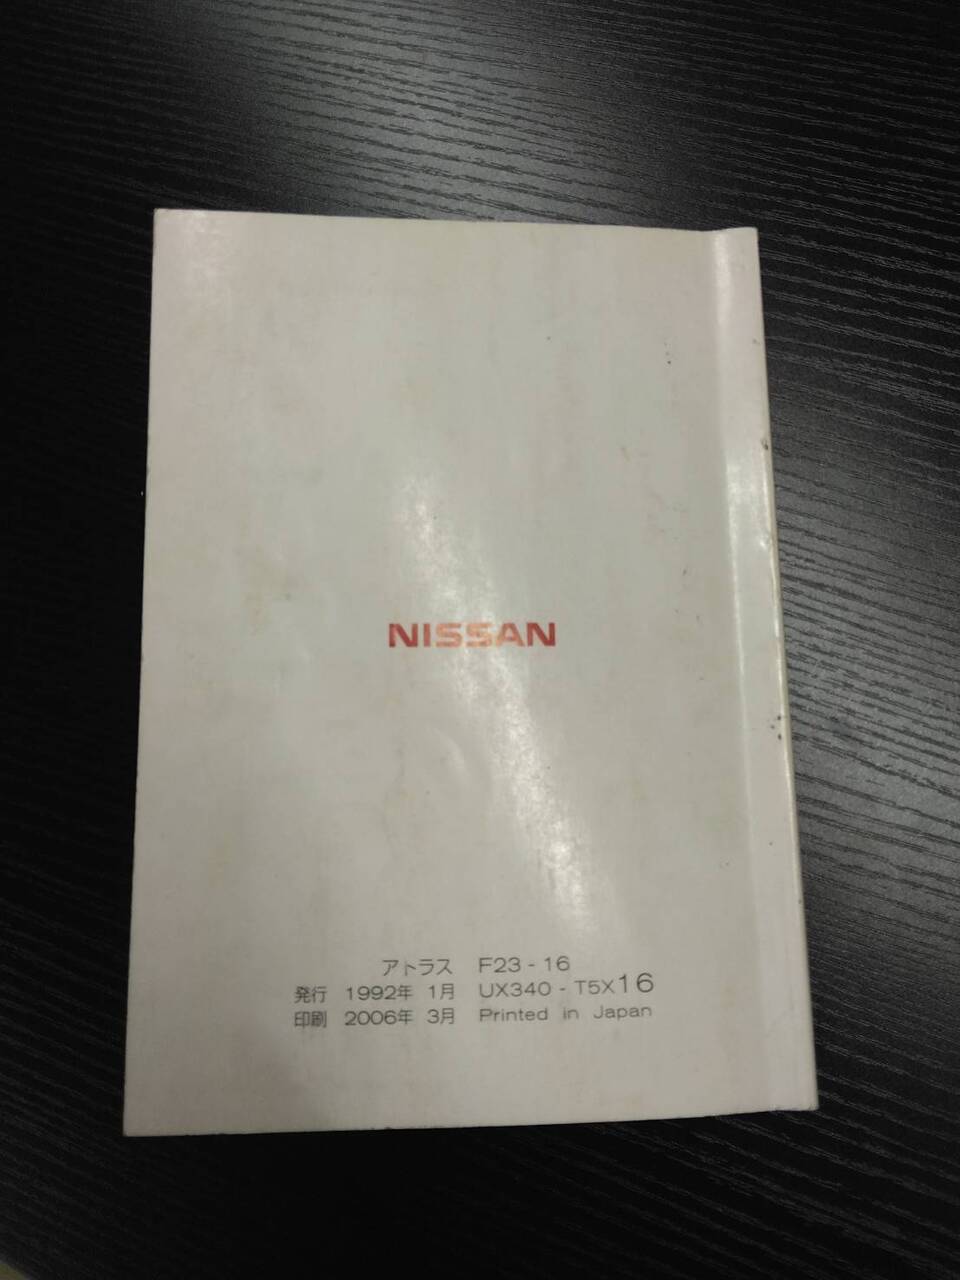 NISSAN
アトラス F23-16
発行 1992年 1月 UX340-T5X16
印刷 2006年 3月 Printed in Japan